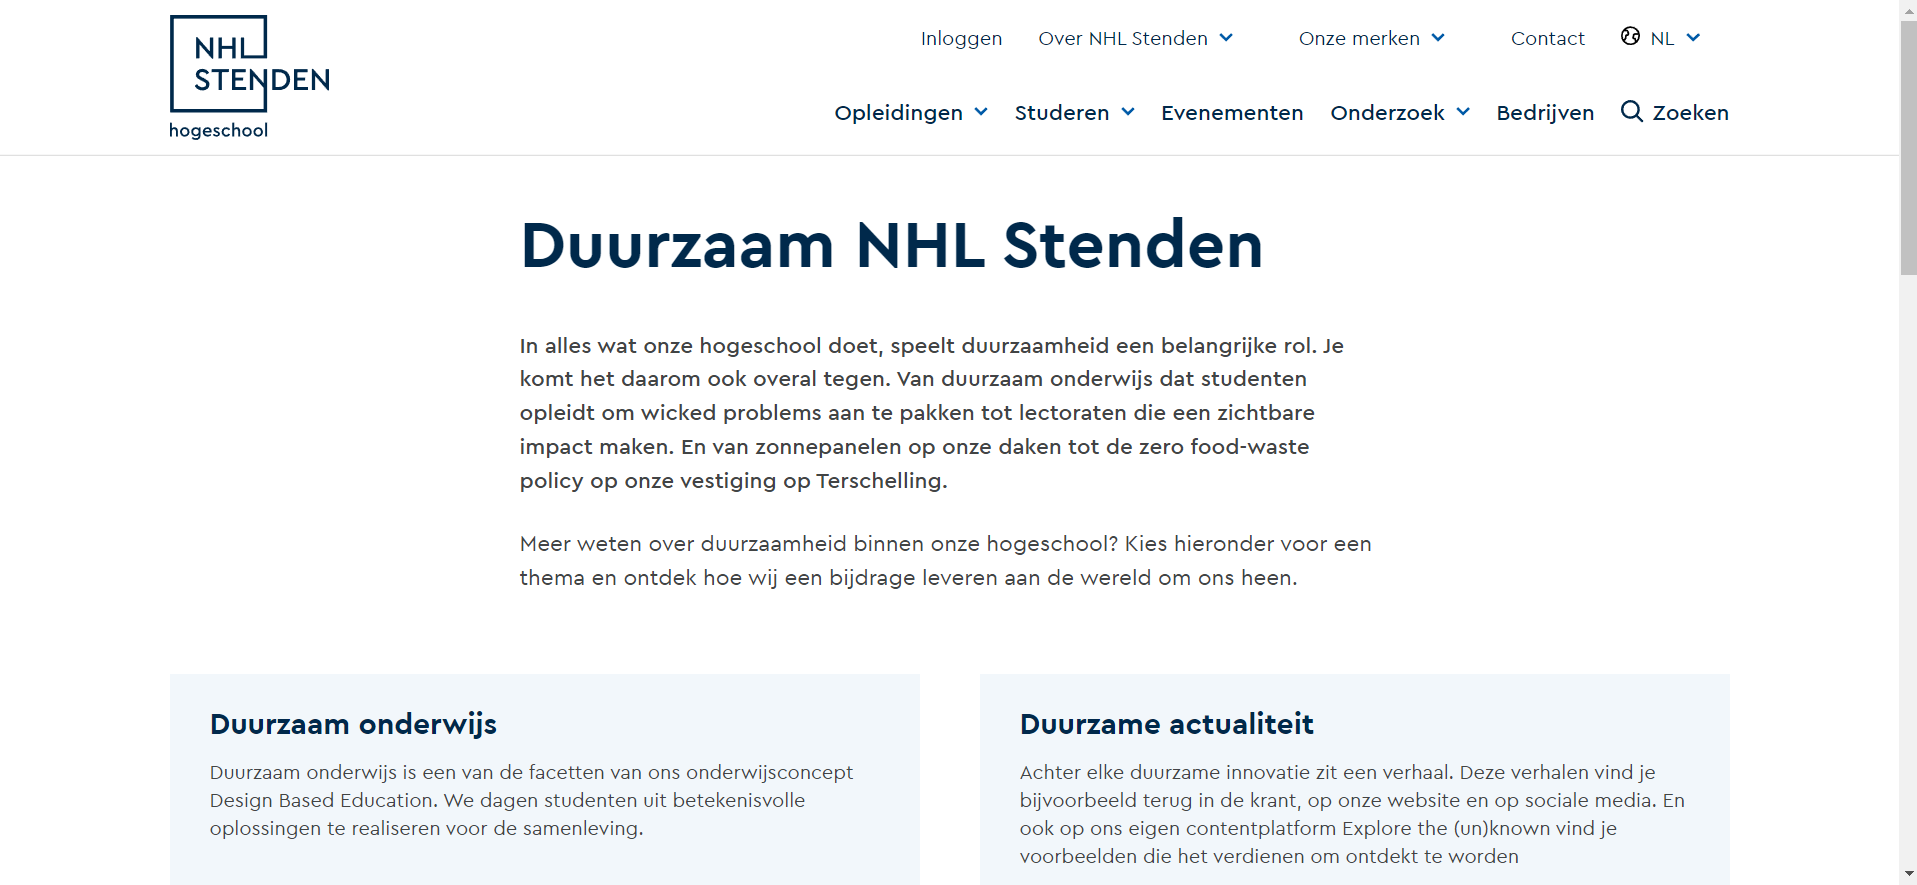 NHL
STENDEN
hogeschool
Inloggen Over NHL Stenden Onze merken Contact NL
Opleidingen Studeren Evenementen Onderzoek Bedrijven Zoeken
Duurzaam NHL Stenden
In alles wat onze hogeschool doet, speelt duurzaamheid een belangrijke rol. Je
komt het daarom ook overal tegen. Van duurzaam onderwijs dat studenten
opleidt om wicked problems aan te pakken tot lectoraten die een zichtbare
impact maken. En van zonnepanelen op onze daken tot de zero food-waste
policy op onze vestiging op Terschelling.
Meer weten over duurzaamheid binnen onze hogeschool? Kies hieronder voor een
thema en ontdek hoe wij een bijdrage leveren aan de wereld om ons heen.
Duurzaam onderwijs
Duurzaam onderwijs is een van de facetten van ons onderwijsconcept
Design Based Education. We dagen studenten uit betekenisvolle
oplossingen te realiseren voor de samenleving.
Duurzame actualiteit
Achter elke duurzame innovatie zit een verhaal. Deze verhalen vind je
bijvoorbeeld terug in de krant, op onze website en op sociale media. En
ook op ons eigen contentplatform Explore the (un)known vind je
voorbeelden die het verdienen om ontdekt te worden